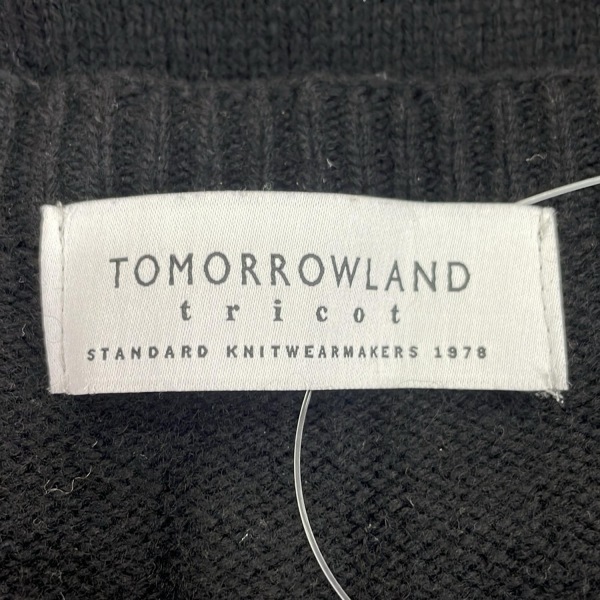 TOMORROWLAND
tricot
STANDARD KNITWEARMAKERS 1978